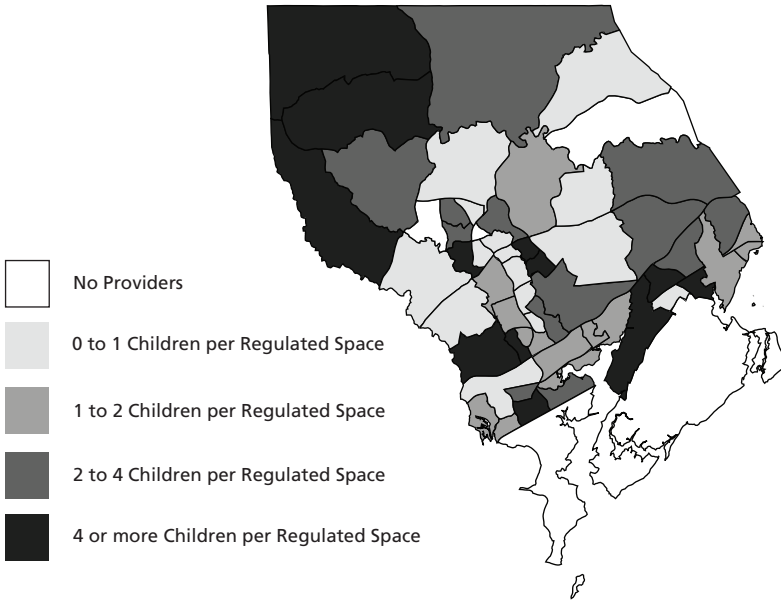 No Providers
0 to 1 Children per Regulated Space
1 to 2 Children per Regulated Space
2 to 4 Children per Regulated Space
4 or more Children per Regulated Space